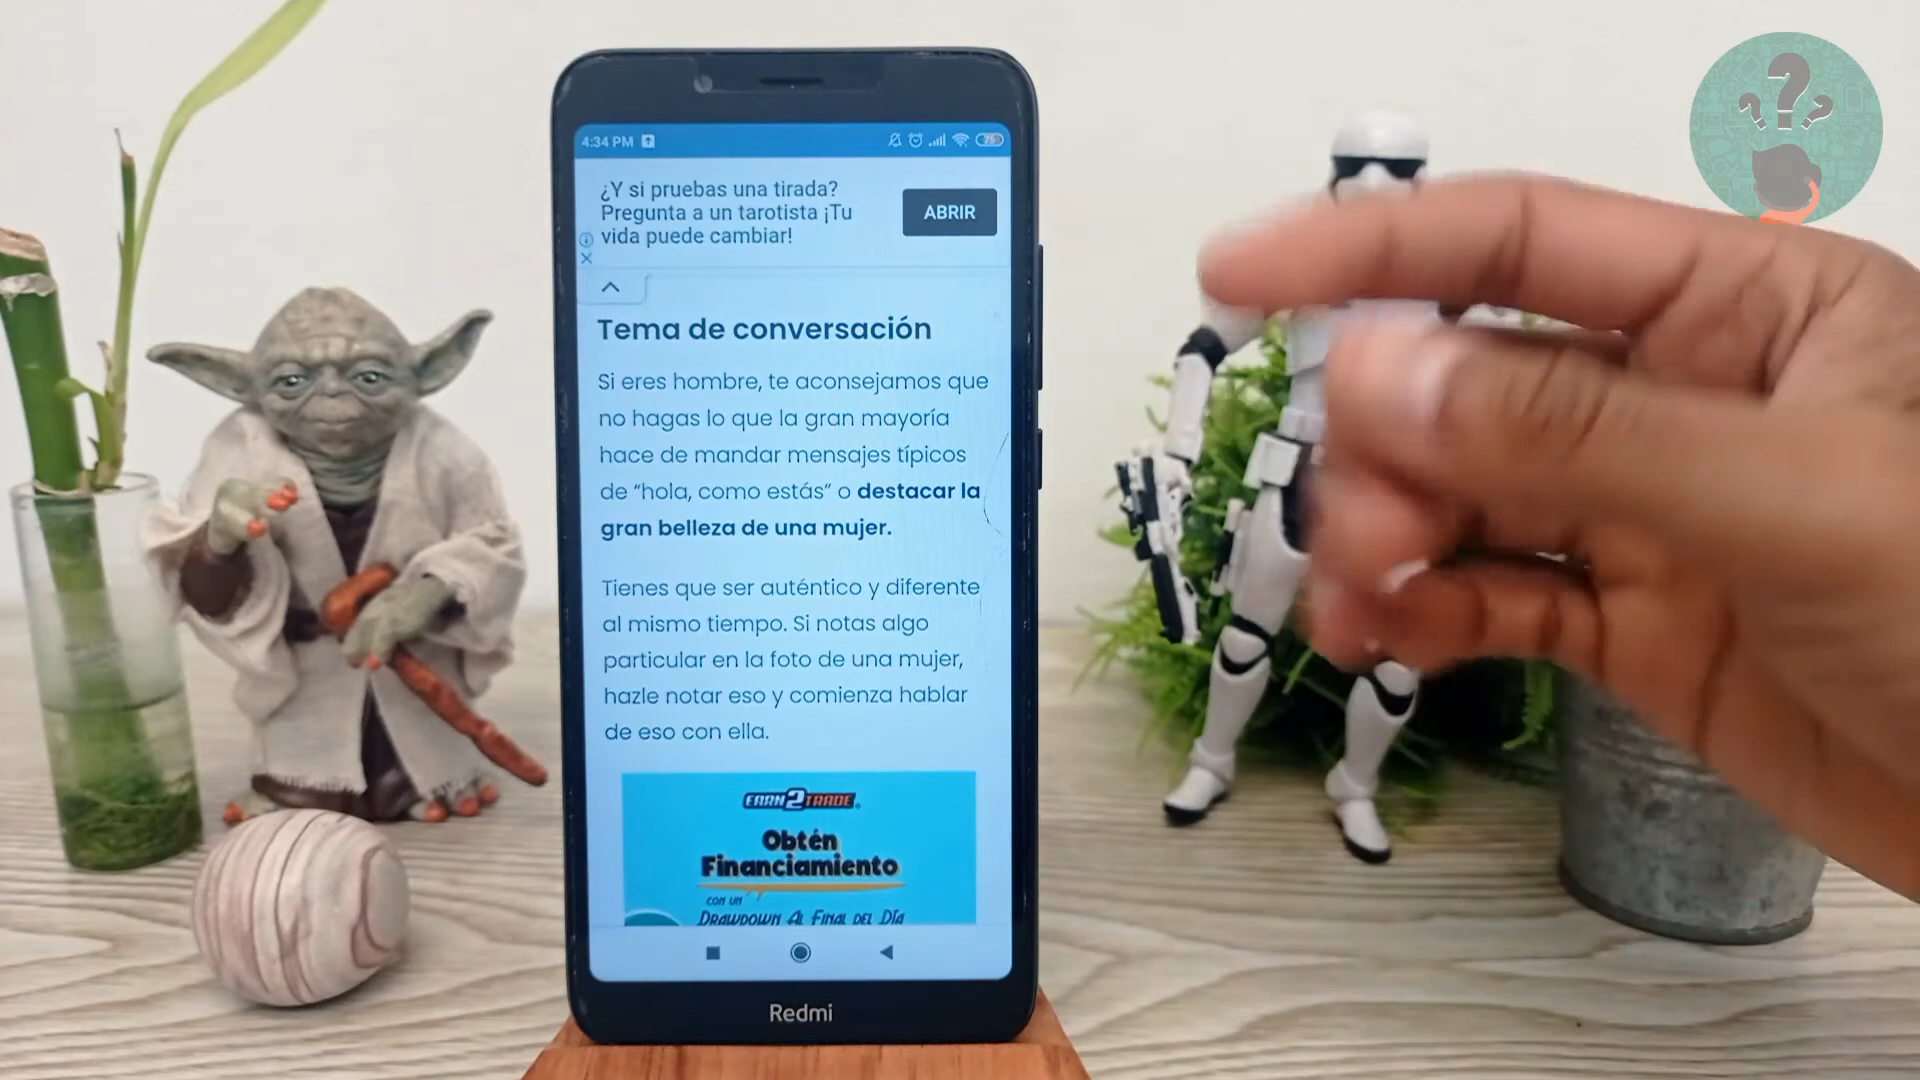 4:34 PM
75
¿Y si pruebas una tirada?
Pregunta a un tarotista ¡Tu
vida puede cambiar!
ABRIR
Tema de conversación
Si eres hombre, te aconsejamos que
no hagas lo que la gran mayoría
hace de mandar mensajes típicos
de “hola, como estás” o destacar la
gran belleza de una mujer.
Tienes que ser auténtico y diferente
al mismo tiempo. Si notas algo
particular en la foto de una mujer,
hazle notar eso y comienza hablar
de eso con ella.
EARN2TRADE
Obtén
Financiamiento
CON UN
DRAWDOWN AL FINAL DEL DÍA
Redmi